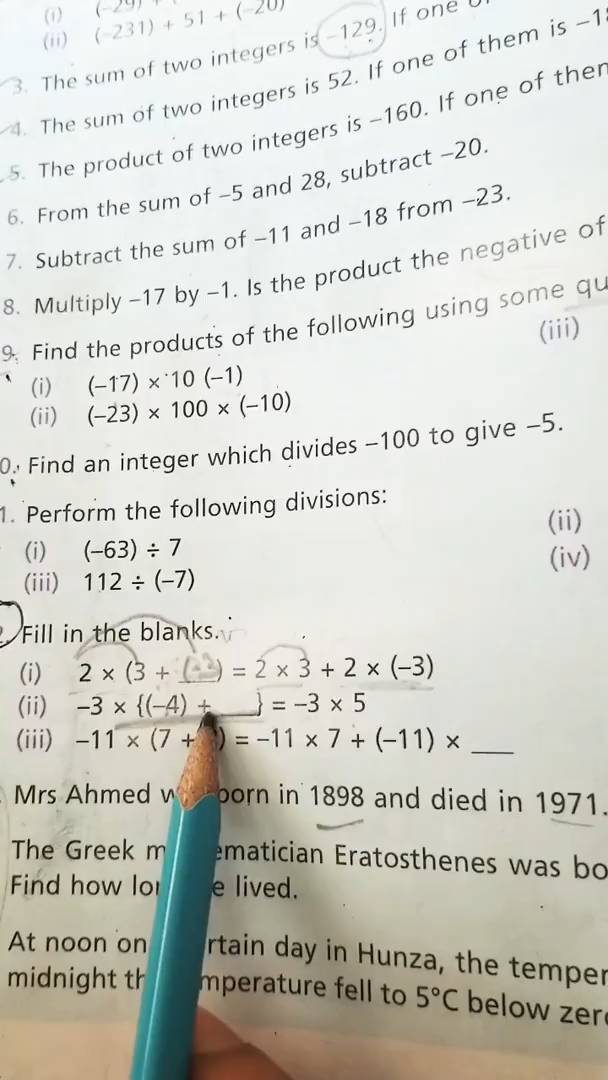 (i) (–29) +
(ii) (–231) + 51 + (–20)
3. The sum of two integers is –129. If one
4. The sum of two integers is 52. If one of them is
5. The product of two integers is –160. If one of
6. From the sum of –5 and 28, subtract –20.
7. Subtract the sum of –11 and –18 from –23.
8. Multiply –17 by –1. Is the product the negative of
9. Find the products of the following using some qu
(i) (–17) × 10 (–1) (iii)
(ii) (–23) × 100 × (–10)
0. Find an integer which divides –100 to give –5.
1. Perform the following divisions:
(i) (–63) ÷ 7 (ii)
(iii) 112 ÷ (–7) (iv)
Fill in the blanks.
(i) 2 × (3 + ___) = 2 × 3 + 2 × (–3)
(ii) –3 × {(–4) + ___} = –3 × 5
(iii) –11 × (7 + ) = –11 × 7 + (–11) × ___
Mrs Ahmed born in 1898 and died in 1971.
The Greek m ematician Eratosthenes was bo
Find how lo e lived.
At noon on rtain day in Hunza, the temper
midnight th mperature fell to 5°C below zer